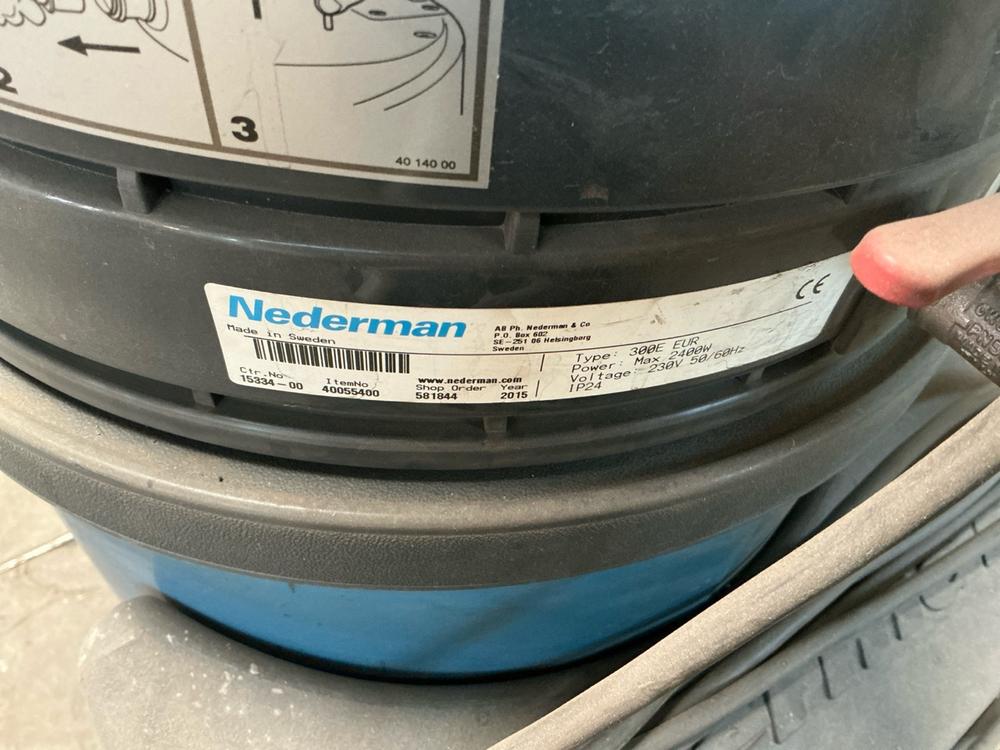 2
1
3
40 140 00
Nederman
Made in Sweden
AB Ph. Nederman & Co
P.O. Box 602
SE-251 06 Helsingborg
Sweden
CE
www.nederman.com
Ctr.No ItemNo Shop Order Year
15334-00 40055400 581844 2015
Type: 300E EUR
Power: Max 2400W
Voltage: 230V 50/60Hz
IP24